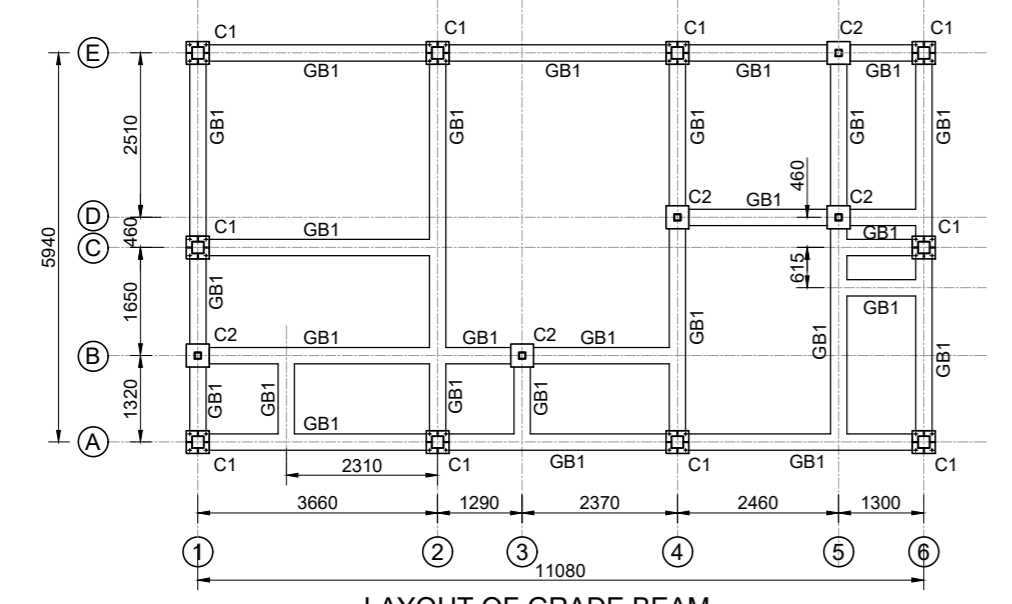 C1 C1 C1 C2 C1
E
GB1 GB1 GB1 GB1
GB1 GB1 GB1 GB1 GB1
2510
460
C2 GB1 C2
D
460
C1 GB1 GB1 C1
C
5940
615
GB1
1650
GB1 GB1 GB1 GB1
C2 GB1 GB1 C2 GB1
B
1320
GB1 GB1 GB1 GB1
GB1
A
C1 C1 GB1 C1 GB1 C1
2310
3660 1290 2370 2460 1300
1 2 3 4 5 6
11080
LAYOUT OF GRADE BEAM